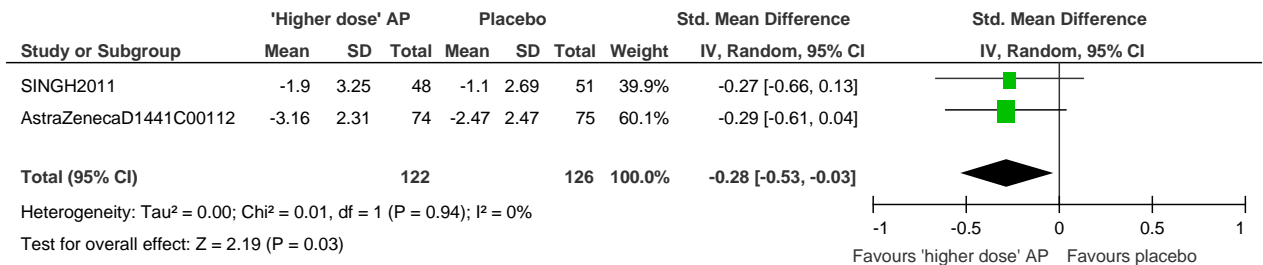 'Higher dose' AP Placebo Std. Mean Difference Std. Mean Difference
Study or Subgroup Mean SD Total Mean SD Total Weight IV, Random, 95% CI IV, Random, 95% CI
SINGH2011 -1.9 3.25 48 -1.1 2.69 51 39.9% -0.27 [-0.66, 0.13]
AstraZenecaD1441C00112 -3.16 2.31 74 -2.47 2.47 75 60.1% -0.29 [-0.61, 0.04]
Total (95% CI) 122 126 100.0% -0.28 [-0.53, -0.03]
Heterogeneity: Tau² = 0.00; Chi² = 0.01, df = 1 (P = 0.94); I² = 0%
Test for overall effect: Z = 2.19 (P = 0.03)
-1 -0.5 0 0.5 1
Favours 'higher dose' AP Favours placebo